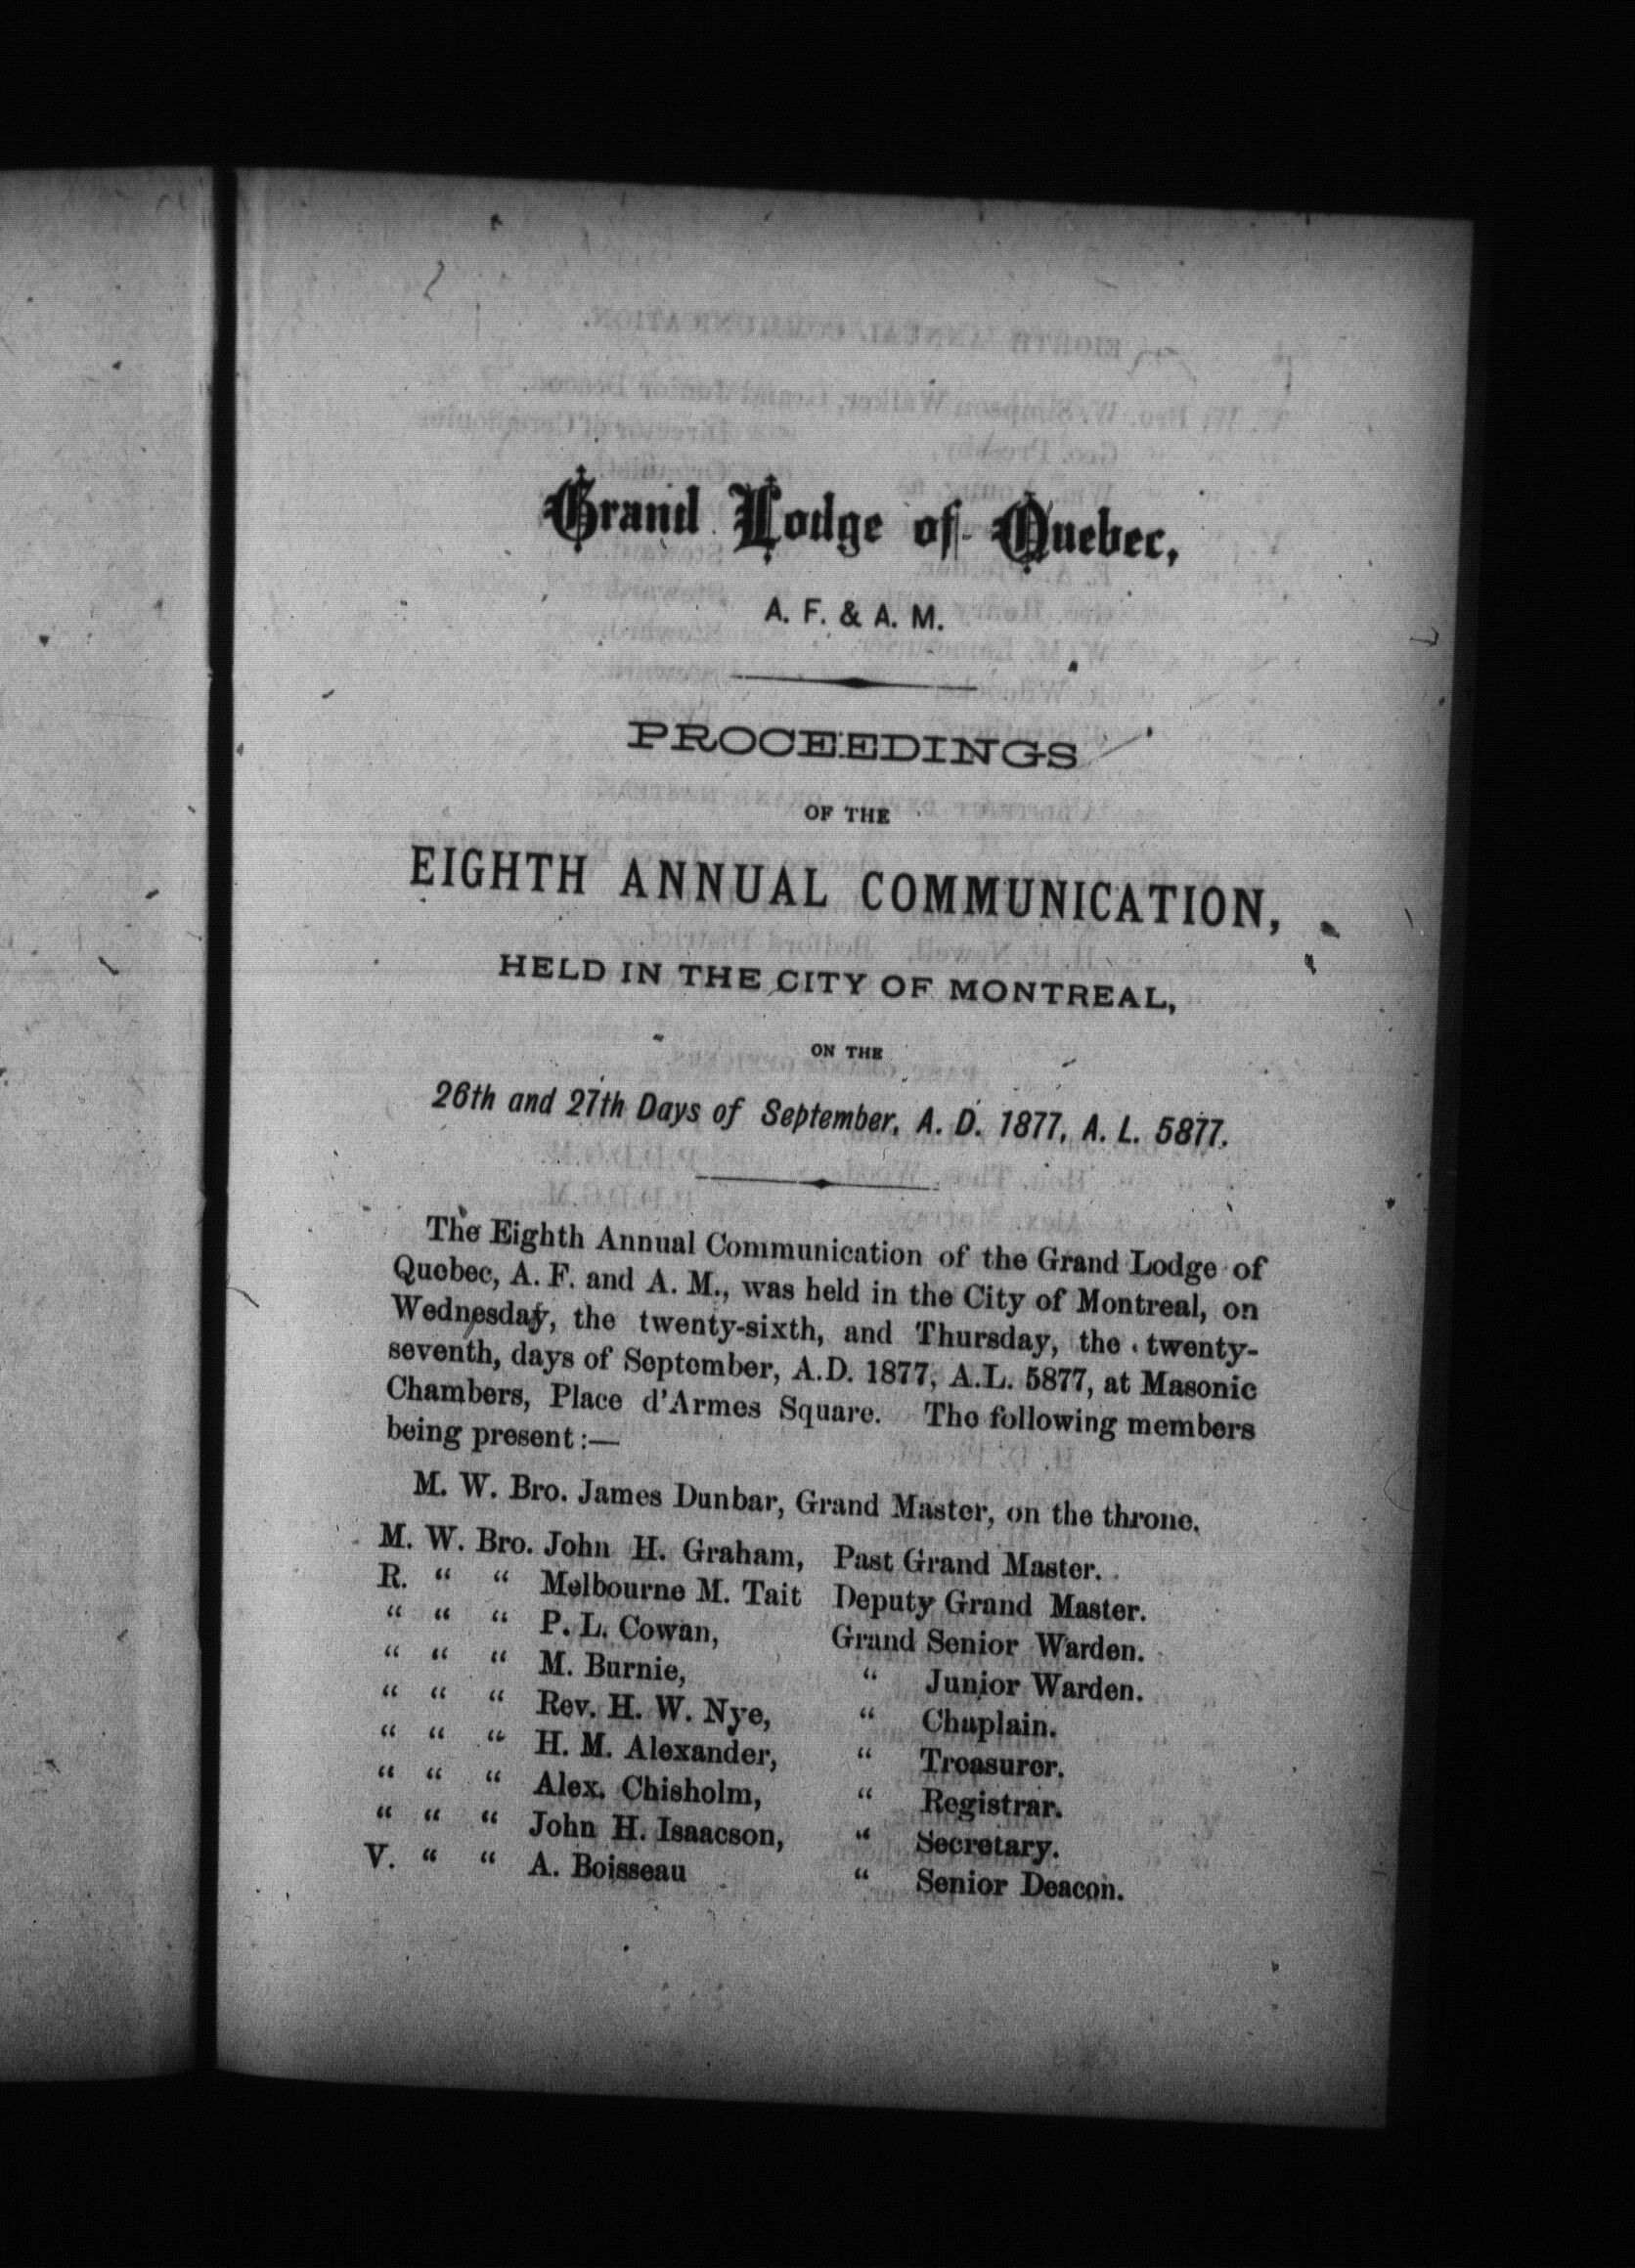 Grand Lodge of Quebec,
A. F. & A. M.
PROCEEDINGS
OF THE
EIGHTH ANNUAL COMMUNICATION,
HELD IN THE CITY OF MONTREAL,
ON THE
26th and 27th Days of September, A. D. 1877, A. L. 5877.
The Eighth Annual Communication of the Grand Lodge of
Quebec, A. F. and A. M., was held in the City of Montreal, on
Wednesday, the twenty-sixth, and Thursday, the twenty-
seventh, days of September, A.D. 1877, A.L. 5877, at Masonic
Chambers, Place d'Armes Square. The following members
being present :—
M. W. Bro. James Dunbar, Grand Master, on the throne.
M. W. Bro. John H. Graham, Past Grand Master.
R. " " Melbourne M. Tait Deputy Grand Master.
" " " P. L. Cowan, Grand Senior Warden.
" " " M. Burnie, " Junior Warden.
" " " Rev. H. W. Nye, " Chaplain.
" " " H. M. Alexander, " Treasurer.
" " " Alex. Chisholm, " Registrar.
" " " John H. Isaacson, " Secretary.
V. " " A. Boisseau " Senior Deacon.